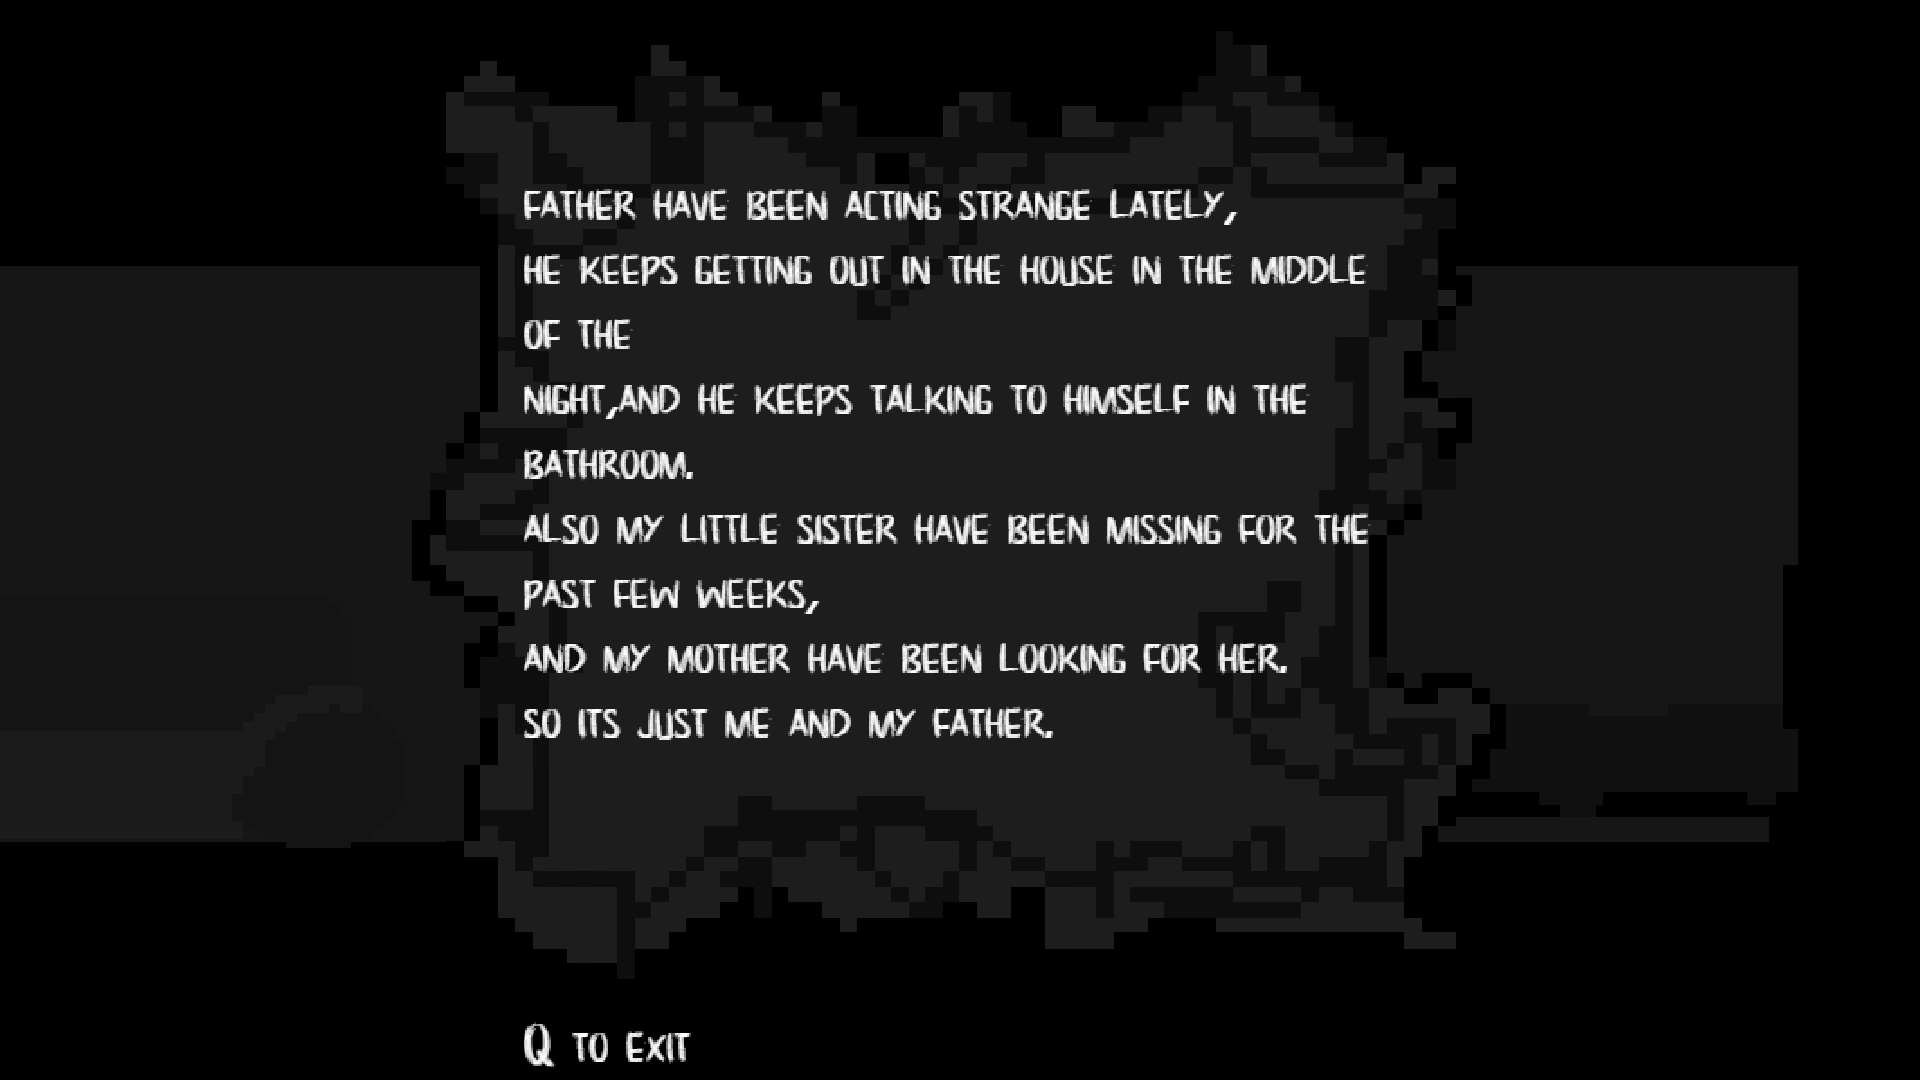 FATHER HAVE BEEN ACTING STRANGE LATELY,
HE KEEPS GETTING OUT IN THE HOUSE IN THE MIDDLE
OF THE
NIGHT,AND HE KEEPS TALKING TO HIMSELF IN THE
BATHROOM.
ALSO MY LITTLE SISTER HAVE BEEN MISSING FOR THE
PAST FEW WEEKS,
AND MY MOTHER HAVE BEEN LOOKING FOR HER.
SO ITS JUST ME AND MY FATHER.
Q TO EXIT